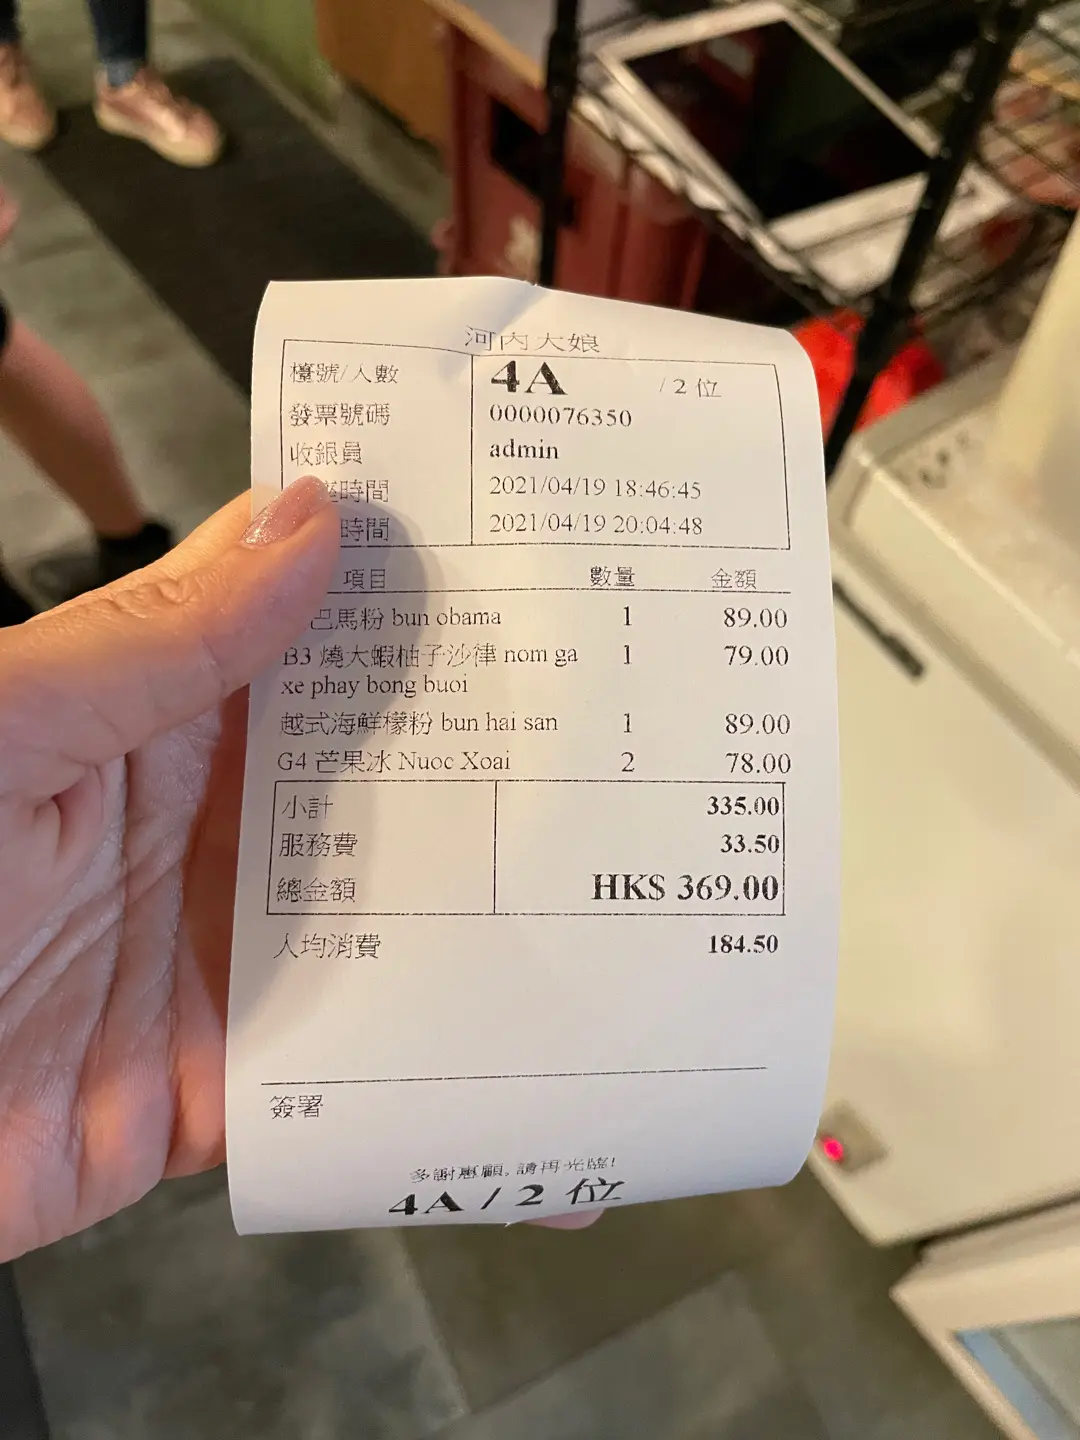 河內大娘
檯號/人數 4A /2 位
發票號碼 0000076350
收銀員 admin
時間 2021/04/19 18:46:45
時間 2021/04/19 20:04:48
項目 數量 金額
巴馬粉 bun obama 1 89.00
B3 燒大蝦柚子沙律 nom ga 1 79.00
xe phay bong buoi
越式海鮮檬粉 bun hai san 1 89.00
G4 芒果冰 Nuoc Xoai 2 78.00
小計 335.00
服務費 33.50
總金額 HK$ 369.00
人均消費 184.50
簽署
多謝惠顧, 請再光臨!
4A / 2 位